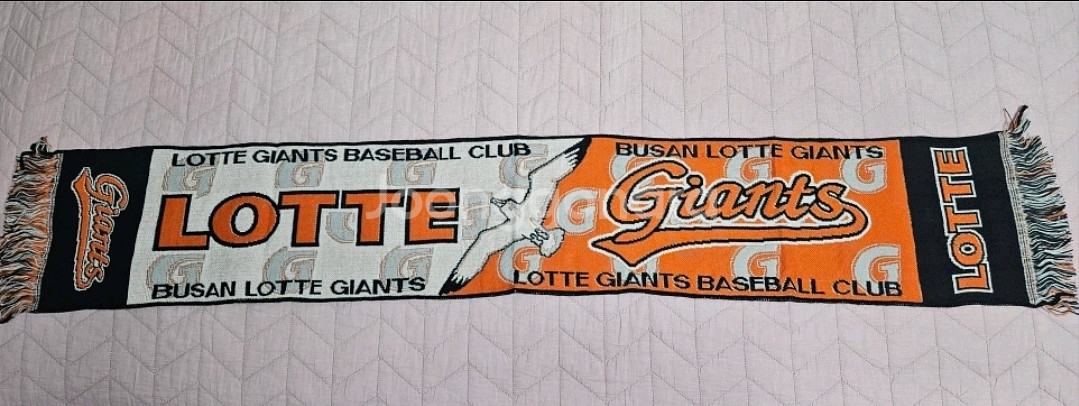 Giants
LOTTE GIANTS BASEBALL CLUB
LOTTE
BUSAN LOTTE GIANTS
BUSAN LOTTE GIANTS
G
Giants
LOTTE GIANTS BASEBALL CLUB
LOTTE